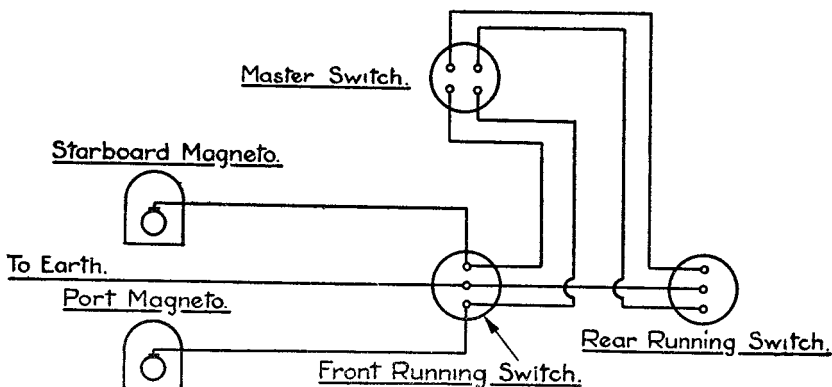 Master Switch.
Starboard Magneto.
To Earth.
Port Magneto.
Rear Running Switch.
Front Running Switch.